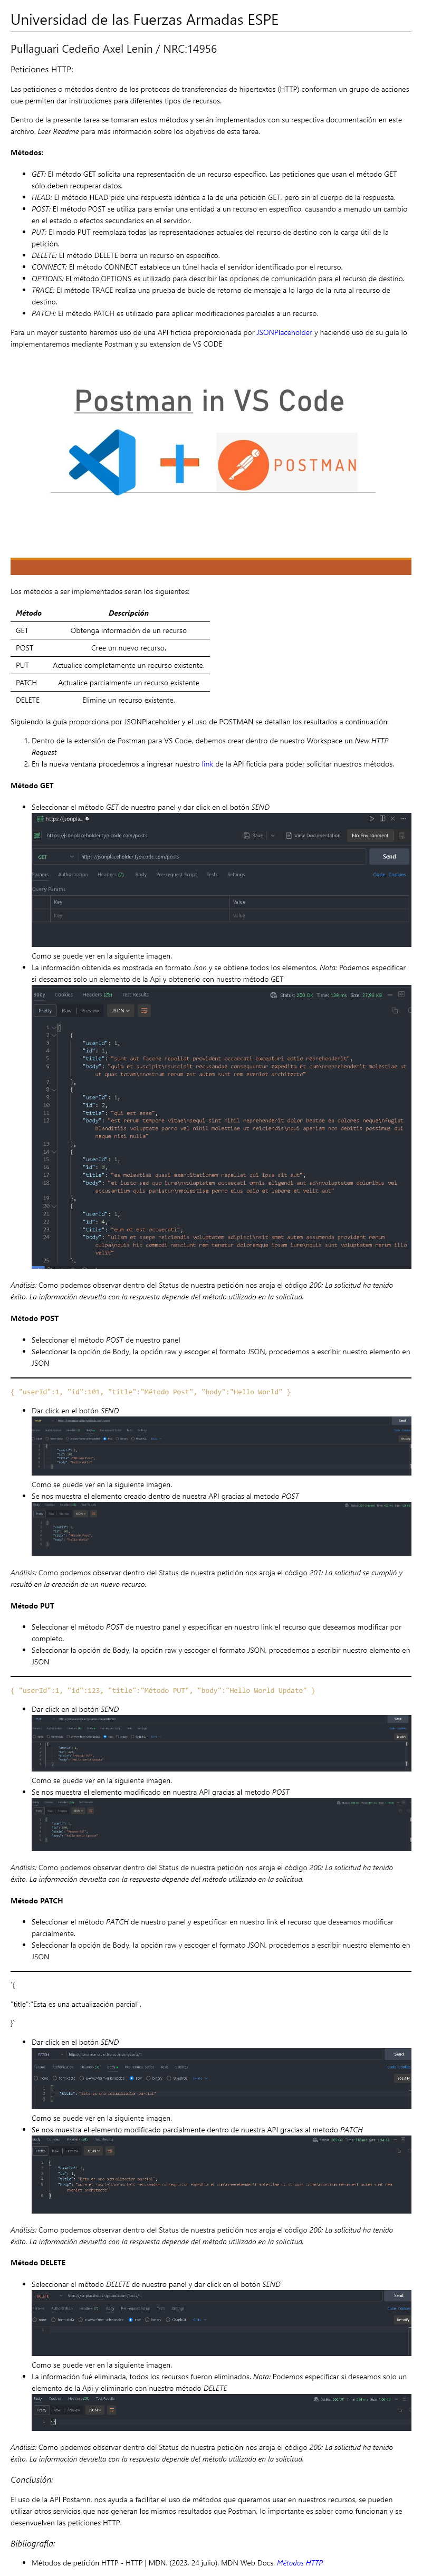 Universidad de las Fuerzas Armadas ESPE
Pullaguari Cedeño Axel Lenin / NRC:14956
Peticiones HTTP:
Las peticiones o métodos dentro de los protocos de transferencias de hipertextos (HTTP) conforman un grupo de acciones
que permiten dar instrucciones para diferentes tipos de recursos.
Dentro de la presente tarea se tomaran estos métodos y serán implementados con su respectiva documentación en este
archivo. Leer Readme para más información sobre los objetivos de esta tarea.
Métodos:
GET: El método GET solicita una representación de un recurso específico. Las peticiones que usan el método GET
sólo deben recuperar datos.
HEAD: El método HEAD pide una respuesta idéntica a la de una petición GET, pero sin el cuerpo de la respuesta.
POST: El método POST se utiliza para enviar una entidad a un recurso en específico, causando a menudo un cambio
en el estado o efectos secundarios en el servidor.
PUT: El modo PUT reemplaza todas las representaciones actuales del recurso de destino con la carga útil de la
petición.
DELETE: El método DELETE borra un recurso en específico.
CONNECT: El método CONNECT establece un túnel hacia el servidor identificado por el recurso.
OPTIONS: El método OPTIONS es utilizado para describir las opciones de comunicación para el recurso de destino.
TRACE: El método TRACE realiza una prueba de bucle de retorno de mensaje a lo largo de la ruta al recurso de
destino.
PATCH: El método PATCH es utilizado para aplicar modificaciones parciales a un recurso.
Para un mayor sustento haremos uso de una API ficticia proporcionada por JSONPlaceholder y haciendo uso de su guía lo
implementaremos mediante Postman y su extension de VS CODE
Postman in VS Code
POSTMAN
Los métodos a ser implementados seran los siguientes:
Método Descripción
GET Obtenga información de un recurso
POST Cree un nuevo recurso.
PUT Actualice completamente un recurso existente.
PATCH Actualice parcialmente un recurso existente
DELETE Elimine un recurso existente.
Siguiendo la guía proporciona por JSONPlaceholder y el uso de POSTMAN se detallan los resultados a continuación:
1. Dentro de la extensión de Postman para VS Code, debemos crear dentro de nuestro Workspace un New HTTP
Request
2. En la nueva ventana procedemos a ingresar nuestro link de la API ficticia para poder solicitar nuestros métodos.
Método GET
Seleccionar el método GET de nuestro panel y dar click en el botón SEND
https://jsonpla...
https://jsonplaceholder.typicode.com/posts
Save View Documentation No Environment
GET https://jsonplaceholder.typicode.com/posts Send
Params Authorization Headers (7) Body Pre-request Script Tests Settings Code Cookies
Query Params
Key Value
Key Value
Como se puede ver en la siguiente imagen.
La información obtenida es mostrada en formato Json y se obtiene todos los elementos. Nota: Podemos especificar
si deseamos solo un elemento de la Api y obtenerlo con nuestro método GET
Body Cookies Headers (25) Test Results Status: 200 OK Time: 159 ms Size: 27.86 KB
Pretty Raw Preview JSON
1 [
2 {
3 "userId": 1,
4 "id": 1,
5 "title": "sunt aut facere repellat provident occaecati excepturi optio reprehenderit",
6 "body": "quia et suscipit\nsuscipit recusandae consequuntur expedita et cum\nreprehenderit molestiae ut
ut quas totam\nnostrum rerum est autem sunt rem eveniet architecto"
7 },
8 {
9 "userId": 1,
10 "id": 2,
11 "title": "qui est esse",
12 "body": "est rerum tempore vitae\nsequi sint nihil reprehenderit dolor beatae ea dolores neque\nfugiat
blanditiis voluptate porro vel nihil molestiae ut reiciendis\nqui aperiam non debitis possimus qui
neque nisi nulla"
13 },
14 {
15 "userId": 1,
16 "id": 3,
17 "title": "ea molestias quasi exercitationem repellat qui ipsa sit aut",
18 "body": "et iusto sed quo iure\nvoluptatem occaecati omnis eligendi aut ad\nvoluptatem doloribus vel
accusantium quis pariatur\nmolestiae porro eius odio et labore et velit aut"
19 },
20 {
21 "userId": 1,
22 "id": 4,
23 "title": "eum et est occaecati",
24 "body": "ullam et saepe reiciendis voluptatem adipisci\nsit amet autem assumenda provident rerum
culpa\nquis hic commodi nesciunt rem tenetur doloremque ipsam iure\nquis sunt voluptatem rerum illo
velit"
25 },
Análisis: Como podemos observar dentro del Status de nuestra petición nos aroja el código 200: La solicitud ha tenido
éxito. La información devuelta con la respuesta depende del método utilizado en la solicitud.
Método POST
Seleccionar el método POST de nuestro panel
Seleccionar la opción de Body, la opción raw y escoger el formato JSON, procedemos a escribir nuestro elemento en
JSON
{ "userId":1, "id":101, "title":"Método Post", "body":"Hello World" }
Dar click en el botón SEND
Como se puede ver en la siguiente imagen.
Se nos muestra el elemento creado dentro de nuestra API gracias al metodo POST
Análisis: Como podemos observar dentro del Status de nuestra petición nos aroja el código 201: La solicitud se cumplió y
resultó en la creación de un nuevo recurso.
Método PUT
Seleccionar el método POST de nuestro panel y especificar en nuestro link el recurso que deseamos modificar por
completo.
Seleccionar la opción de Body, la opción raw y escoger el formato JSON, procedemos a escribir nuestro elemento en
JSON
{ "userId":1, "id":123, "title":"Método PUT", "body":"Hello World Update" }
Dar click en el botón SEND
Como se puede ver en la siguiente imagen.
Se nos muestra el elemento modificado en nuestra API gracias al metodo POST
Análisis: Como podemos observar dentro del Status de nuestra petición nos aroja el código 200: La solicitud ha tenido
éxito. La información devuelta con la respuesta depende del método utilizado en la solicitud.
Método PATCH
Seleccionar el método PATCH de nuestro panel y especificar en nuestro link el recurso que deseamos modificar
parcialmente.
Seleccionar la opción de Body, la opción raw y escoger el formato JSON, procedemos a escribir nuestro elemento en
JSON
'{
"title":"Esta es una actualización parcial",
}'
Dar click en el botón SEND
Como se puede ver en la siguiente imagen.
Se nos muestra el elemento modificado parcialmente dentro de nuestra API gracias al metodo PATCH
Análisis: Como podemos observar dentro del Status de nuestra petición nos aroja el código 200: La solicitud ha tenido
éxito. La información devuelta con la respuesta depende del método utilizado en la solicitud.
Método DELETE
Seleccionar el método DELETE de nuestro panel y dar click en el botón SEND
Como se puede ver en la siguiente imagen.
La información fué eliminada, todos los recursos fueron eliminados. Nota: Podemos especificar si deseamos solo un
elemento de la Api y eliminarlo con nuestro método DELETE
Análisis: Como podemos observar dentro del Status de nuestra petición nos aroja el código 200: La solicitud ha tenido
éxito. La información devuelta con la respuesta depende del método utilizado en la solicitud.
Conclusión:
El uso de la API Postamn, nos ayuda a facilitar el uso de métodos que queramos usar en nuestros recursos, se pueden
utilizar otros servicios que nos generan los mismos resultados que Postman, lo importante es saber como funcionan y se
desenvuelven las peticiones HTTP.
Bibliografía:
Métodos de petición HTTP - HTTP | MDN. (2023, 24 julio). MDN Web Docs. Métodos HTTP